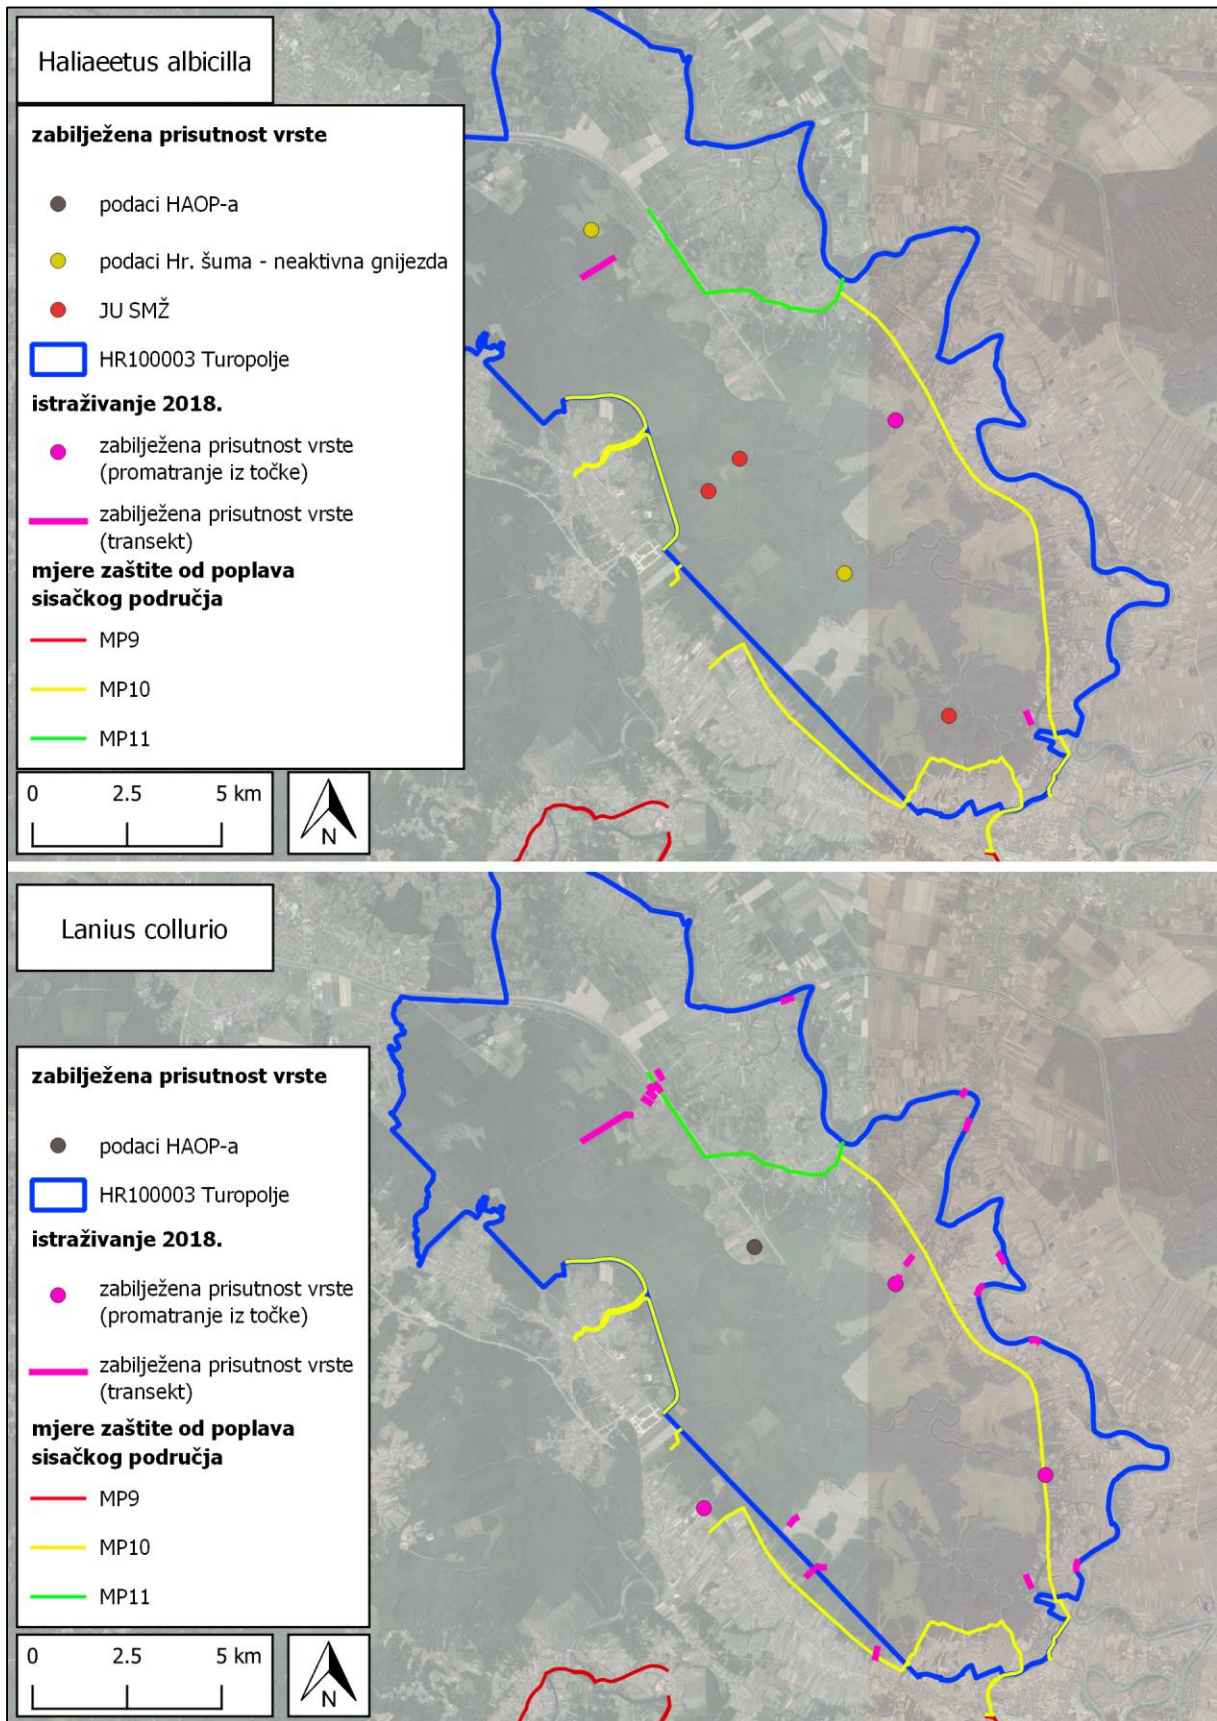 Haliaeetus albicilla
zabilježena prisutnost vrste
podaci HAOP-a
podaci Hr. šuma - neaktivna gnijezda
JU SMŽ
HR100003 Turopolje
istraživanje 2018.
zabilježena prisutnost vrste
(promatranje iz točke)
zabilježena prisutnost vrste
(transekt)
mjere zaštite od poplava
sisačkog područja
MP9
MP10
MP11
0 2.5 5 km
N
Lanius collurio
zabilježena prisutnost vrste
podaci HAOP-a
HR100003 Turopolje
istraživanje 2018.
zabilježena prisutnost vrste
(promatranje iz točke)
zabilježena prisutnost vrste
(transekt)
mjere zaštite od poplava
sisačkog područja
MP9
MP10
MP11
0 2.5 5 km
N